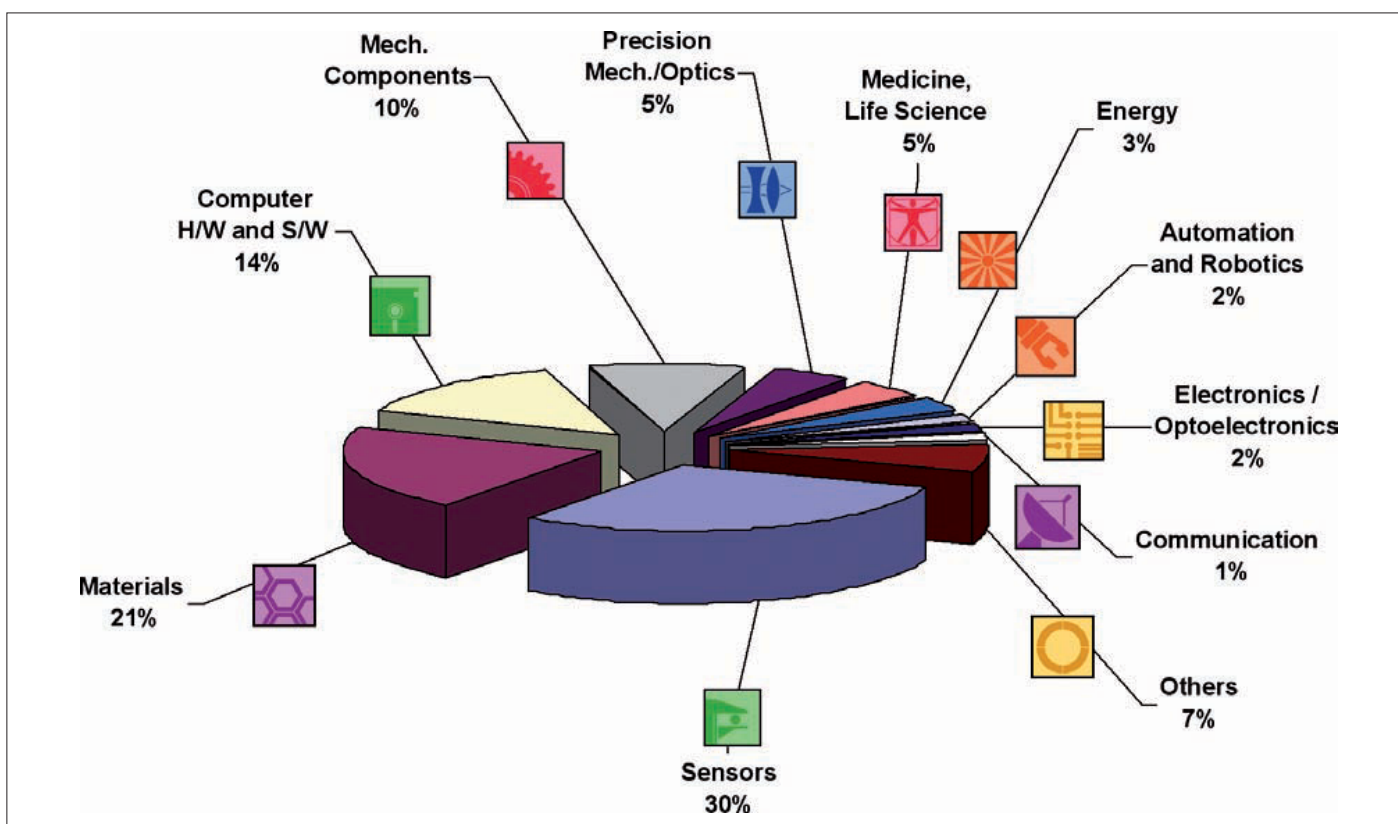 Mech.
Components
10%
Precision
Mech./Optics
5%
Medicine,
Life Science
5%
Energy
3%
Computer
H/W and S/W
14%
Automation
and Robotics
2%
Electronics /
Optoelectronics
2%
Communication
1%
Materials
21%
Others
7%
Sensors
30%